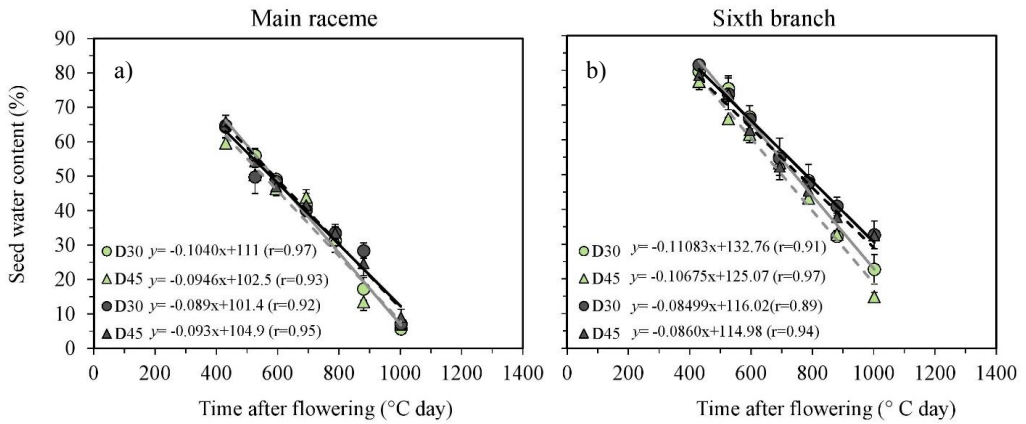 Main raceme
Sixth branch
Seed water content (%)
90
80
70
60
50
40
30
20
10
0
a)
D30 y= -0.1040x+111 (r=0.97)
D45 y= -0.0946x+102.5 (r=0.93)
D30 y= -0.089x+101.4 (r=0.92)
D45 y= -0.093x+104.9 (r=0.95)
0 200 400 600 800 1000 1200 1400
Time after flowering (°C day)
b)
D30 y= -0.11083x+132.76 (r=0.91)
D45 y= -0.10675x+125.07 (r=0.97)
D30 y= -0.08499x+116.02 (r=0.89)
D45 y= -0.0860x+114.98 (r=0.94)
0 200 400 600 800 1000 1200 1400
Time after flowering (° C day)